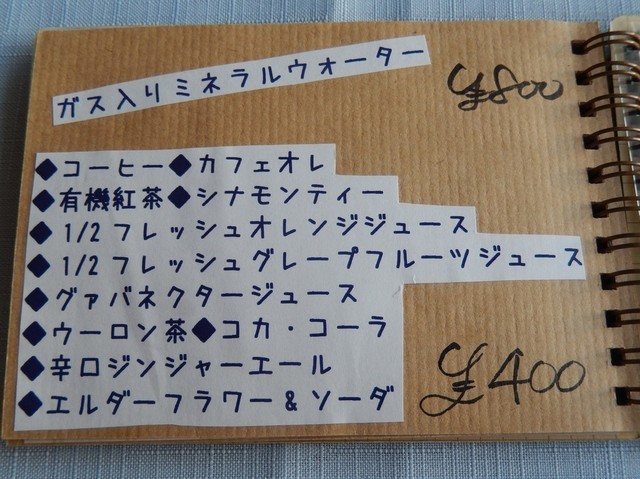 ガス入りミネラルウォーター ¥800
◆コーヒー◆カフェオレ
◆有機紅茶◆シナモンティー
◆1/2フレッシュオレンジジュース
◆1/2フレッシュグレープフルーツジュース
◆グァバネクタージュース
◆ウーロン茶◆コカ・コーラ
◆辛口ジンジャーエール
◆エルダーフラワー&ソーダ ¥400